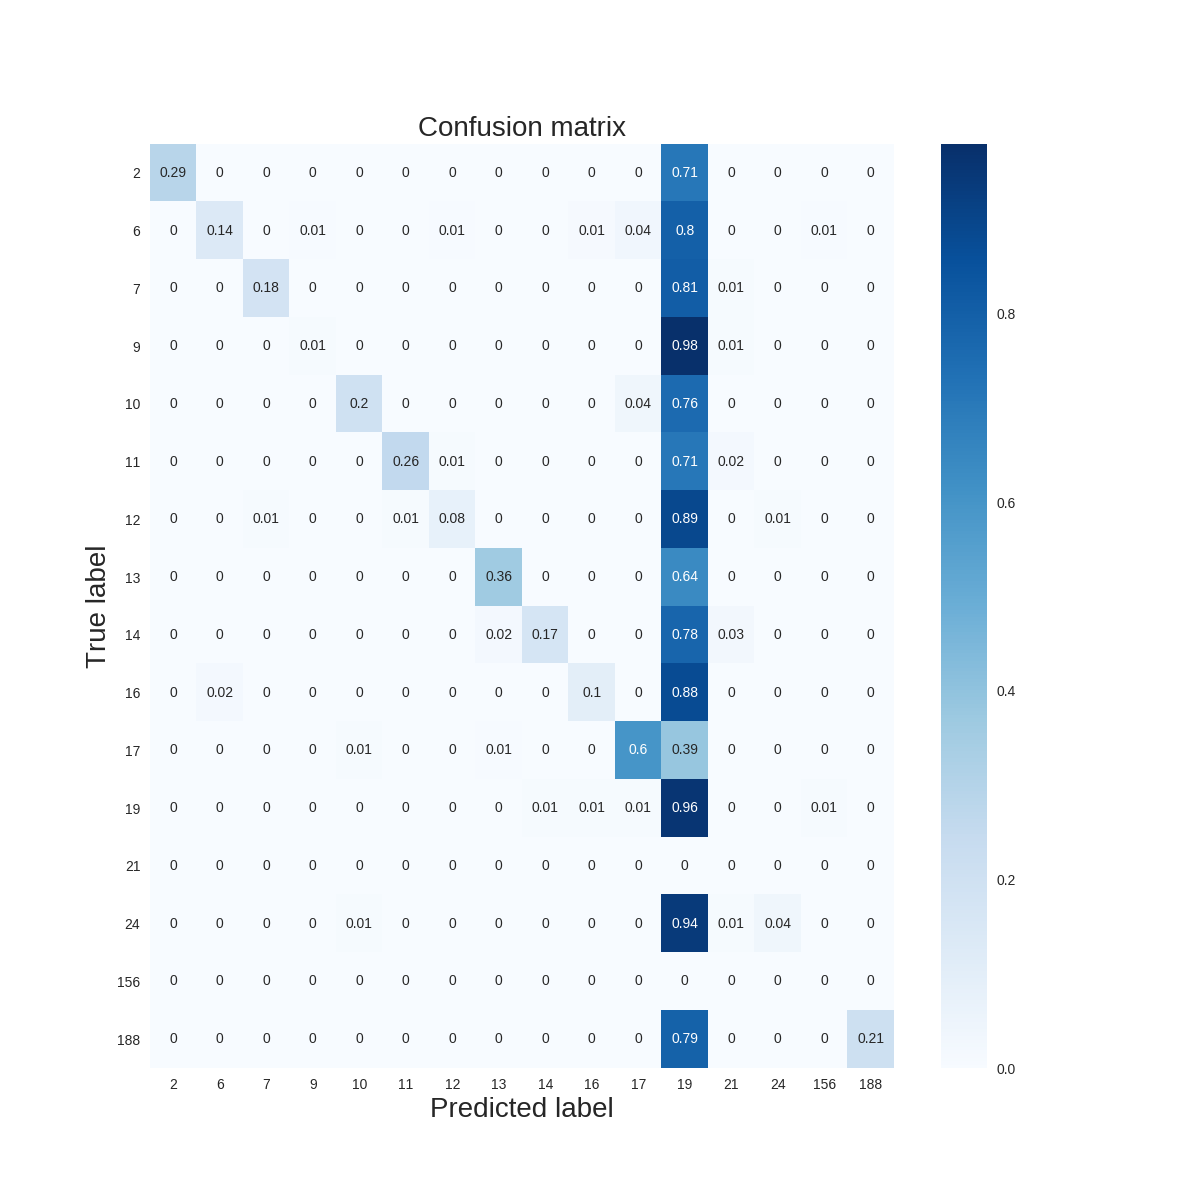 Confusion matrix
2 0.29 0 0 0 0 0 0 0 0 0 0 0.71 0 0 0 0
6 0 0.14 0 0.01 0 0 0.01 0 0 0.01 0.04 0.8 0 0 0.01 0
7 0 0 0.18 0 0 0 0 0 0 0 0 0.81 0.01 0 0 0
9 0 0 0 0.01 0 0 0 0 0 0 0 0.98 0.01 0 0 0
10 0 0 0 0 0.2 0 0 0 0 0 0.04 0.76 0 0 0 0
11 0 0 0 0 0 0.26 0.01 0 0 0 0 0.71 0.02 0 0 0
12 0 0 0.01 0 0 0.01 0.08 0 0 0 0 0.89 0 0.01 0 0
13 0 0 0 0 0 0 0 0.36 0 0 0 0.64 0 0 0 0
14 0 0 0 0 0 0 0 0.02 0.17 0 0 0.78 0.03 0 0 0
16 0 0.02 0 0 0 0 0 0 0 0.1 0 0.88 0 0 0 0
17 0 0 0 0 0.01 0 0 0.01 0 0 0.6 0.39 0 0 0 0
19 0 0 0 0 0 0 0 0 0.01 0.01 0.01 0.96 0 0 0.01 0
21 0 0 0 0 0 0 0 0 0 0 0 0 0 0 0 0
24 0 0 0 0 0.01 0 0 0 0 0 0 0.94 0.01 0.04 0 0
156 0 0 0 0 0 0 0 0 0 0 0 0 0 0 0 0
188 0 0 0 0 0 0 0 0 0 0 0 0.79 0 0 0 0.21
2 6 7 9 10 11 12 13 14 16 17 19 21 24 156 188
Predicted label
True label
0.8
0.6
0.4
0.2
0.0